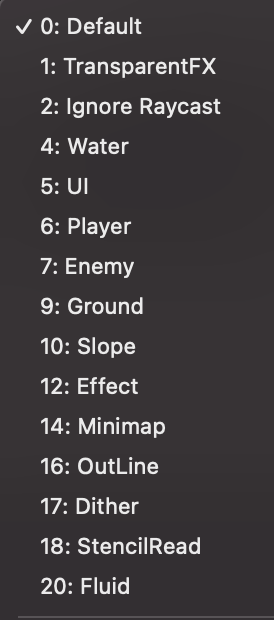 ✓ 0: Default
1: TransparentFX
2: Ignore Raycast
4: Water
5: UI
6: Player
7: Enemy
9: Ground
10: Slope
12: Effect
14: Minimap
16: OutLine
17: Dither
18: StencilRead
20: Fluid